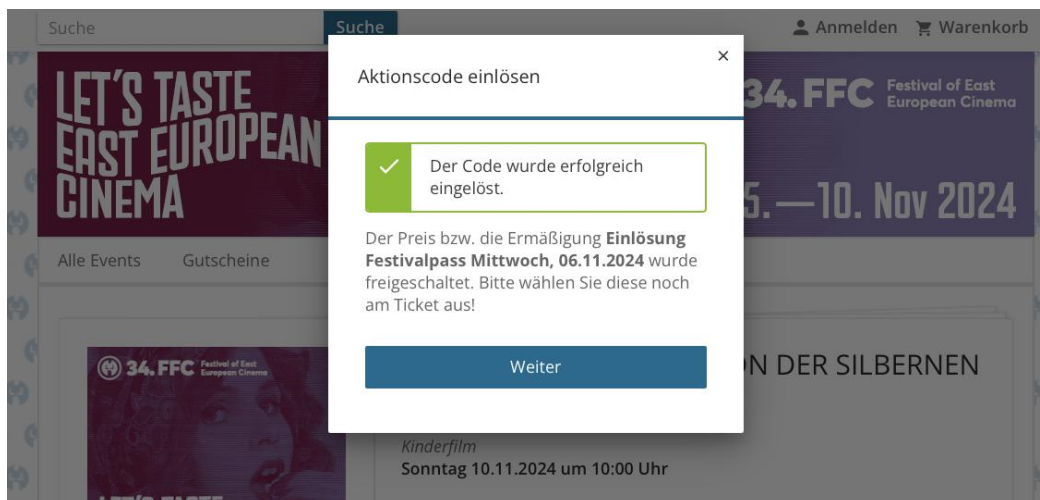 Suche
Suche
Anmelden
Warenkorb
Aktionscode einlösen
×
LET'S TASTE
EAST EUROPEAN
CINEMA
34. FFC Festival of East
European Cinema
5.—10. Nov 2024
Der Code wurde erfolgreich
eingelöst.
Der Preis bzw. die Ermäßigung Einlösung
Festivalpass Mittwoch, 06.11.2024 wurde
freigeschaltet. Bitte wählen Sie diese noch
am Ticket aus!
Weiter
Alle Events
Gutscheine
34. FFC Festival of East
European Cinema
LET'S TASTE
N DER SILBERNEN
Kinderfilm
Sonntag 10.11.2024 um 10:00 Uhr